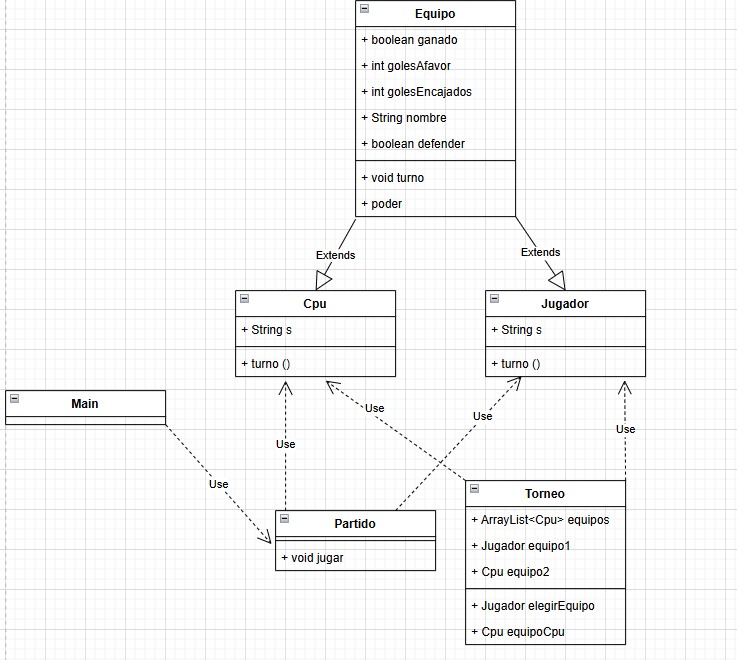 Equipo
+ boolean ganado
+ int golesAfavor
+ int golesEncajados
+ String nombre
+ boolean defender
+ void turno
+ poder
Extends
Extends
Cpu
+ String s
+ turno ()
Jugador
+ String s
+ turno ()
Main
Use
Use
Use
Use
Use
Partido
+ void jugar
Torneo
+ ArrayList<Cpu> equipos
+ Jugador equipo1
+ Cpu equipo2
+ Jugador elegirEquipo
+ Cpu equipoCpu